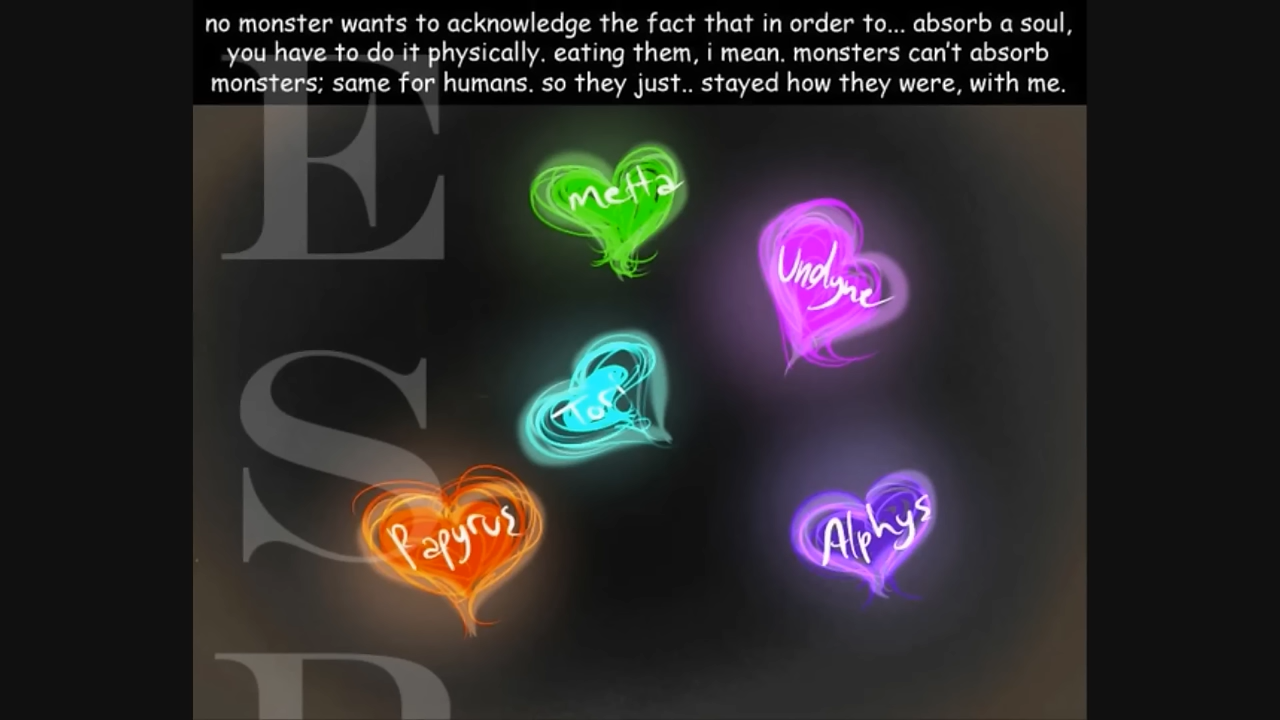 no monster wants to acknowledge the fact that in order to... absorb a soul,
you have to do it physically. eating them, i mean. monsters can't absorb
monsters; same for humans. so they just.. stayed how they were, with me.
E
Metta
Undyne
S
Tori
Papyrus
Alphys